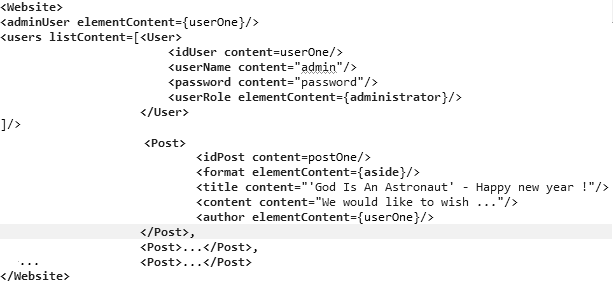 <Website>
<adminUser elementContent={userOne}/>
<users listContent=[<User>
<idUser content=userOne/>
<userName content="admin"/>
<password content="password"/>
<userRole elementContent={administrator}/>
</User>
]/>
<Post>
<idPost content=postOne/>
<format elementContent={aside}/>
<title content="'God Is An Astronaut' - Happy new year !"/>
<content content="We would like to wish ..."/>
<author elementContent={userOne}/>
</Post>,
<Post>...</Post>,
... <Post>...</Post>
</Website>